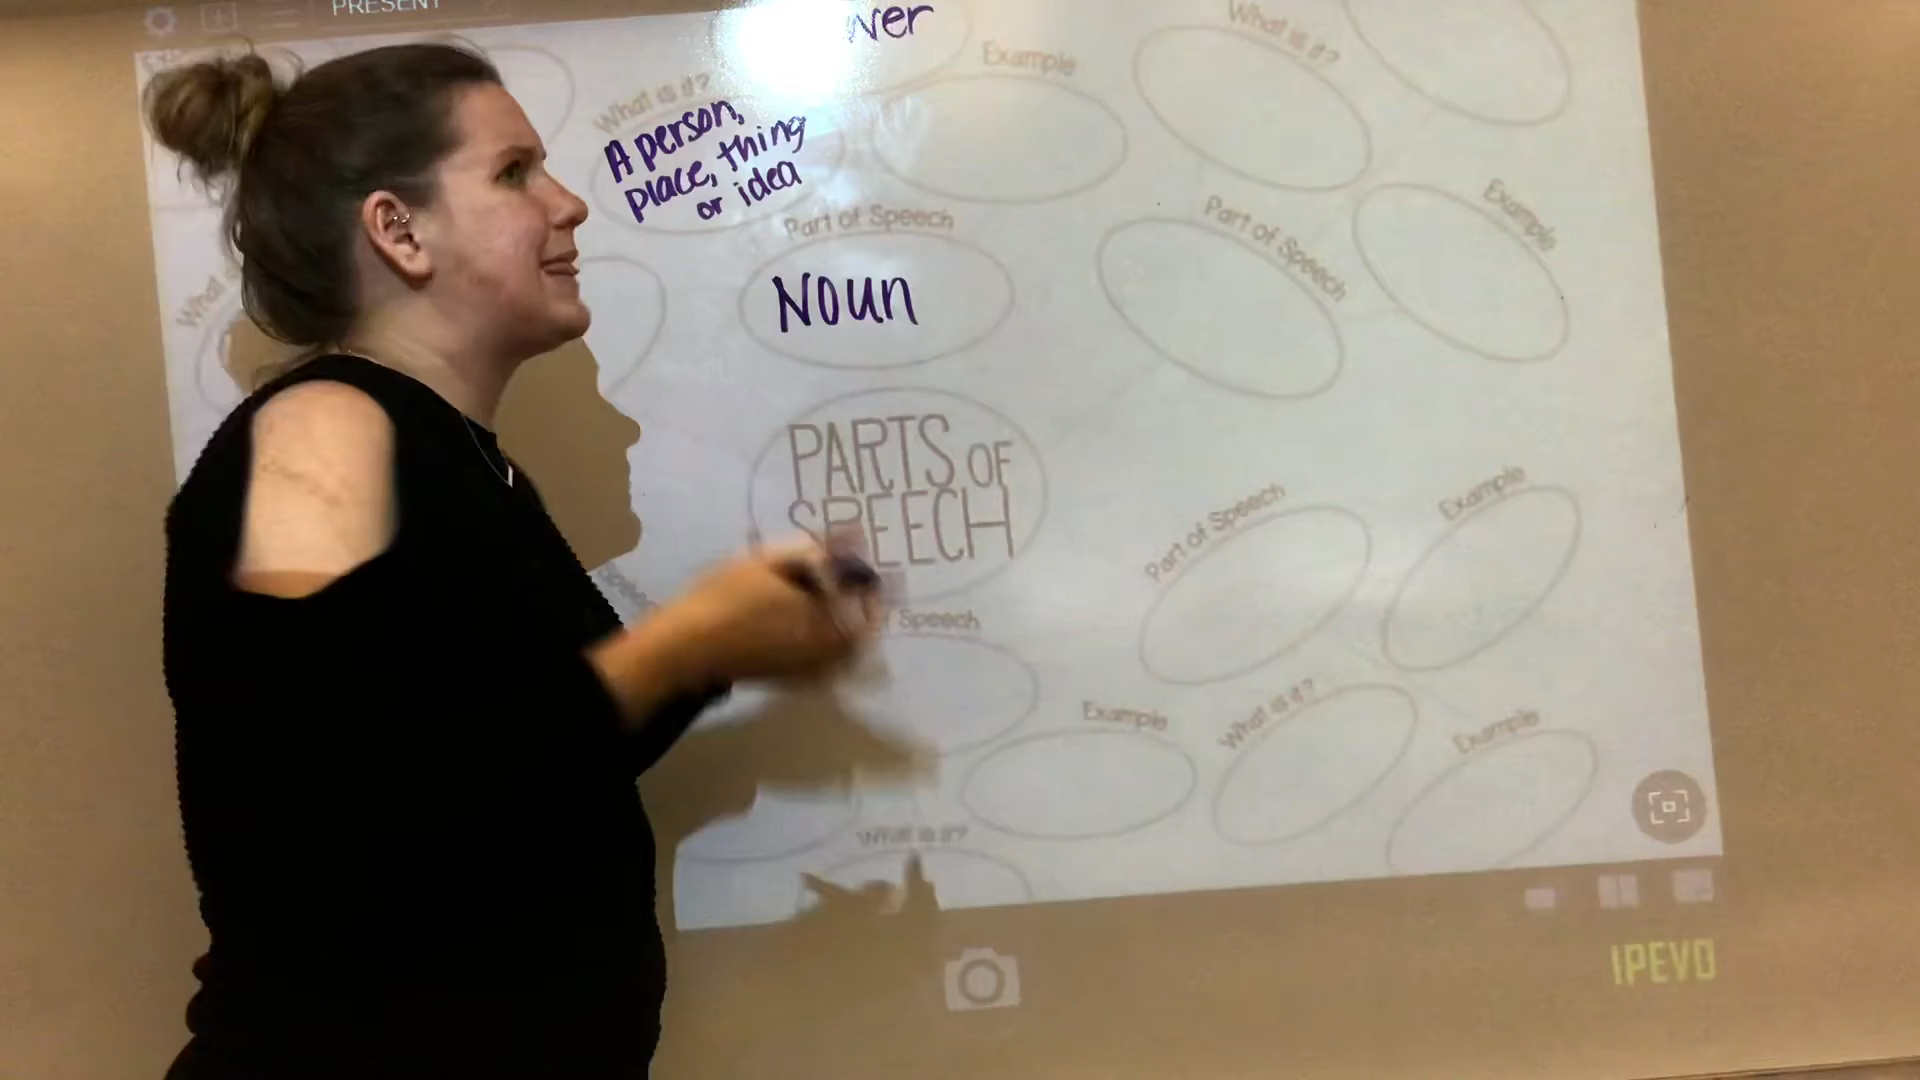 PRESENT
wer
What is it?
Example
What is it?
A person,
place, thing
or idea
Example
Part of Speech
Part of Speech
Noun
What
PARTS OF
SPEECH
Part of Speech
Example
Speech
Example
What is it?
Example
What is it?
IPEVO